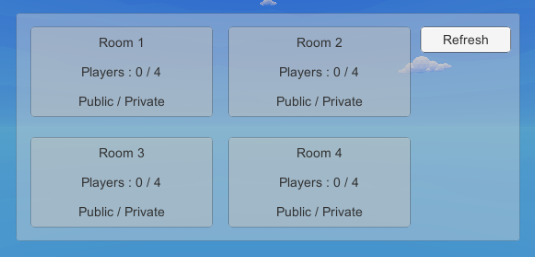 Room 1
Players : 0 / 4
Public / Private
Room 2
Players : 0 / 4
Public / Private
Refresh
Room 3
Players : 0 / 4
Public / Private
Room 4
Players : 0 / 4
Public / Private